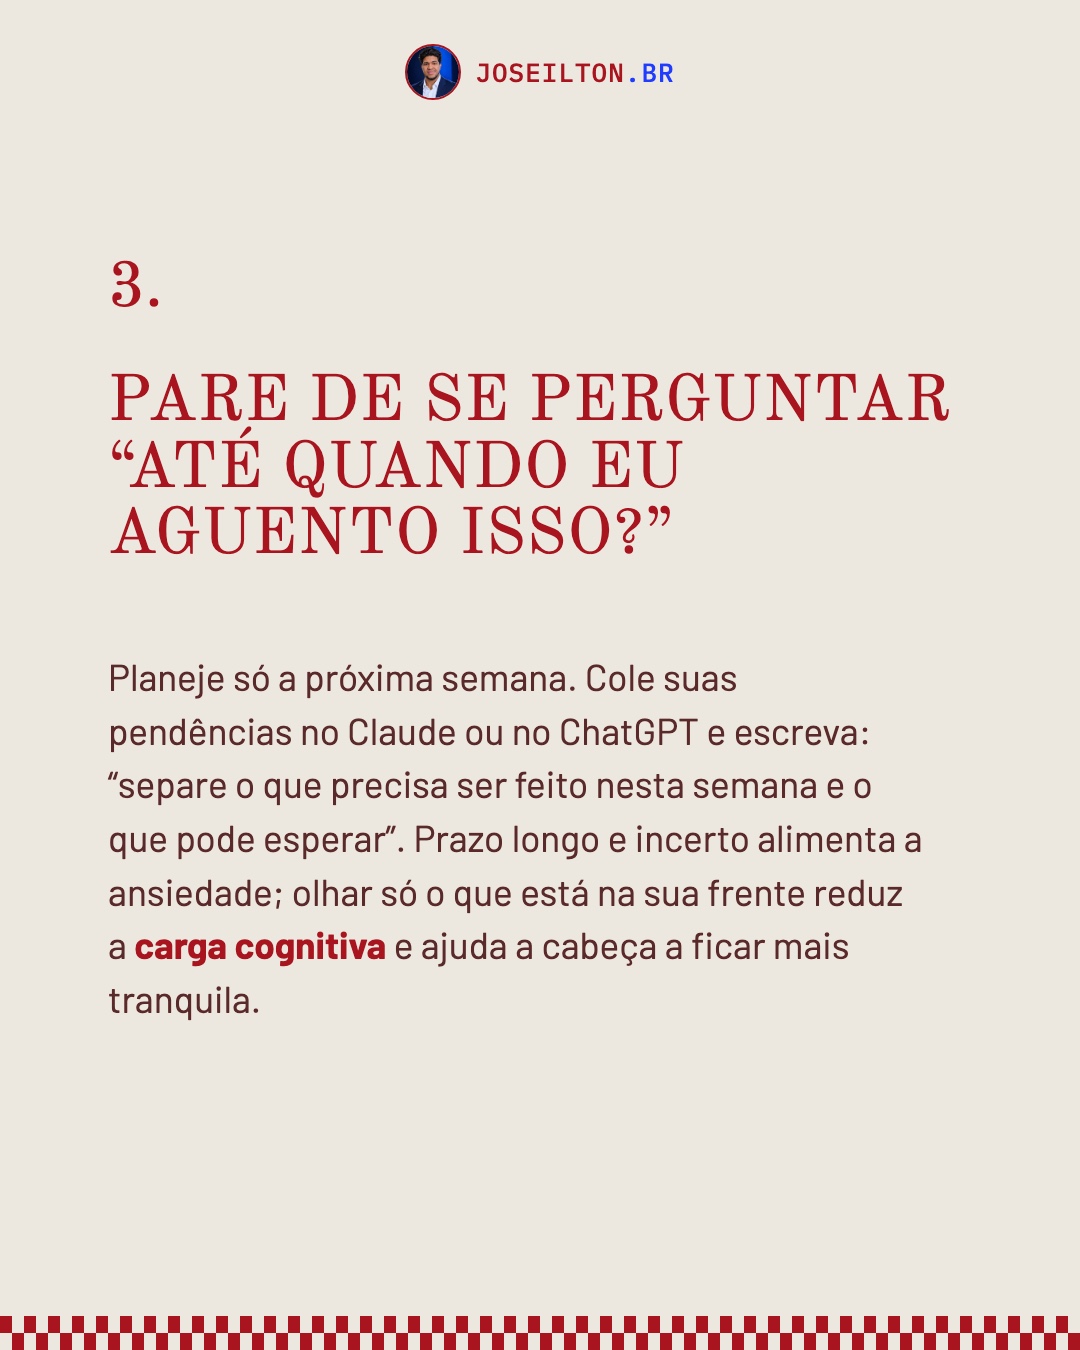 JOSEILTON.BR
3.
PARE DE SE PERGUNTAR
“ATÉ QUANDO EU
AGUENTO ISSO?”
Planeje só a próxima semana. Cole suas
pendências no Claude ou no ChatGPT e escreva:
“separe o que precisa ser feito nesta semana e o
que pode esperar”. Prazo longo e incerto alimenta a
ansiedade; olhar só o que está na sua frente reduz
a carga cognitiva e ajuda a cabeça a ficar mais
tranquila.